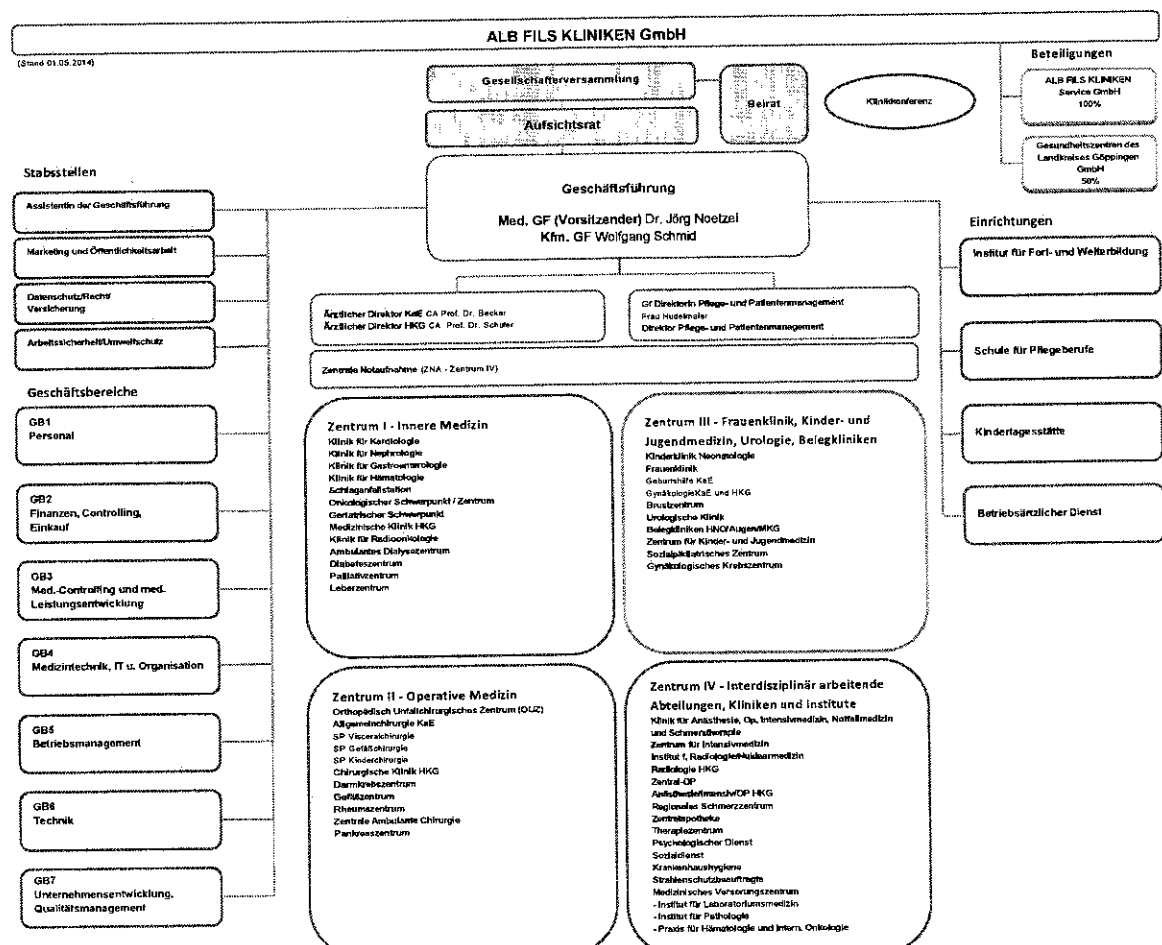 ALB FILS KLINIKEN GmbH
(Stand 01.05.2014)
Gesellschafterversammlung
Beirat
Aufsichtsrat
Klinikkonferenz
Beteiligungen
ALB FILS KLINIKEN
Service GmbH
100%
Gesundheitszentren des
Landkreises Göppingen
GmbH
50%
Geschäftsführung
Med. GF (Vorsitzender) Dr. Jörg Noetzel
Kfm. GF Wolfgang Schmid
Stabsstellen
Assistentin der Geschäftsführung
Marketing und Öffentlichkeitsarbeit
Datenschutz/Recht/
Versicherung
Arbeitssicherheit/Umweltschutz
Geschäftsbereiche
GB1
Personal
GB2
Finanzen, Controlling,
Einkauf
GB3
Med.-Controlling und med.
Leistungsentwicklung
GB4
Medizintechnik, IT u. Organisation
GB5
Betriebsmanagement
GB6
Technik
GB7
Unternehmensentwicklung,
Qualitätsmanagement
Ärztlicher Direktor KaE CA Prof. Dr. Becker
Ärztlicher Direktor HKG CA Prof. Dr. Schäfer
Gf Direktorin Pflege- und Patientenmanagement
Frau Hudelmaier
Direktor Pflege- und Patientenmanagement
Zentrale Notaufnahme (ZNA - Zentrum IV)
Zentrum I - Innere Medizin
Klinik für Kardiologie
Klinik für Nephrologie
Klinik für Gastroenterologie
Klinik für Hämatologie
Schlaganfallstation
Onkologischer Schwerpunkt / Zentrum
Geriatrischer Schwerpunkt
Medizinische Klinik HKG
Klinik für Radioonkologie
Ambulantes Dialysezentrum
Diabeteszentrum
Palliativzentrum
Leberzentrum
Zentrum III - Frauenklinik, Kinder- und
Jugendmedizin, Urologie, Belegkliniken
Kinderklinik Neonatologie
Frauenklinik
Geburtshilfe KaE
GynäkologieKaE und HKG
Brustzentrum
Urologische Klinik
Belegkliniken HNO/Augen/MKG
Zentrum für Kinder- und Jugendmedizin
Sozialpädiatrisches Zentrum
Gynäkologisches Krebszentrum
Zentrum II - Operative Medizin
Orthopädisch Unfallchirurgisches Zentrum (OUZ)
Allgemeinchirurgie KaE
SP Visceralchirurgie
SP Gefäßchirurgie
SP Kinderchirurgie
Chirurgische Klinik HKG
Darmkrebszentrum
Gefäßzentrum
Rheumazentrum
Zentrale Ambulante Chirurgie
Pankreaszentrum
Zentrum IV - Interdisziplinär arbeitende
Abteilungen, Kliniken und Institute
Klinik für Anästhesie, Op, Intensivmedizin, Notfallmedizin
und Schmerztherapie
Zentrum für Intensivmedizin
Institut f. Radiologie/Nuklearmedizin
Radiologie HKG
Zentral-OP
Anästhesie/Intensiv/OP HKG
Regionales Schmerzzentrum
Zentralapotheke
Therapiezentrum
Psychologischer Dienst
Sozialdienst
Krankenhaushygiene
Strahlenschutzbeauftragte
Medizinisches Versorungszentrum
- Institut für Laboratoriumsmedizin
- Institut für Pathologie
- Praxis für Hämatologie und Intern. Onkologie
Einrichtungen
Institut für Fort- und Weiterbildung
Schule für Pflegeberufe
Kindertagesstätte
Betriebsärztlicher Dienst